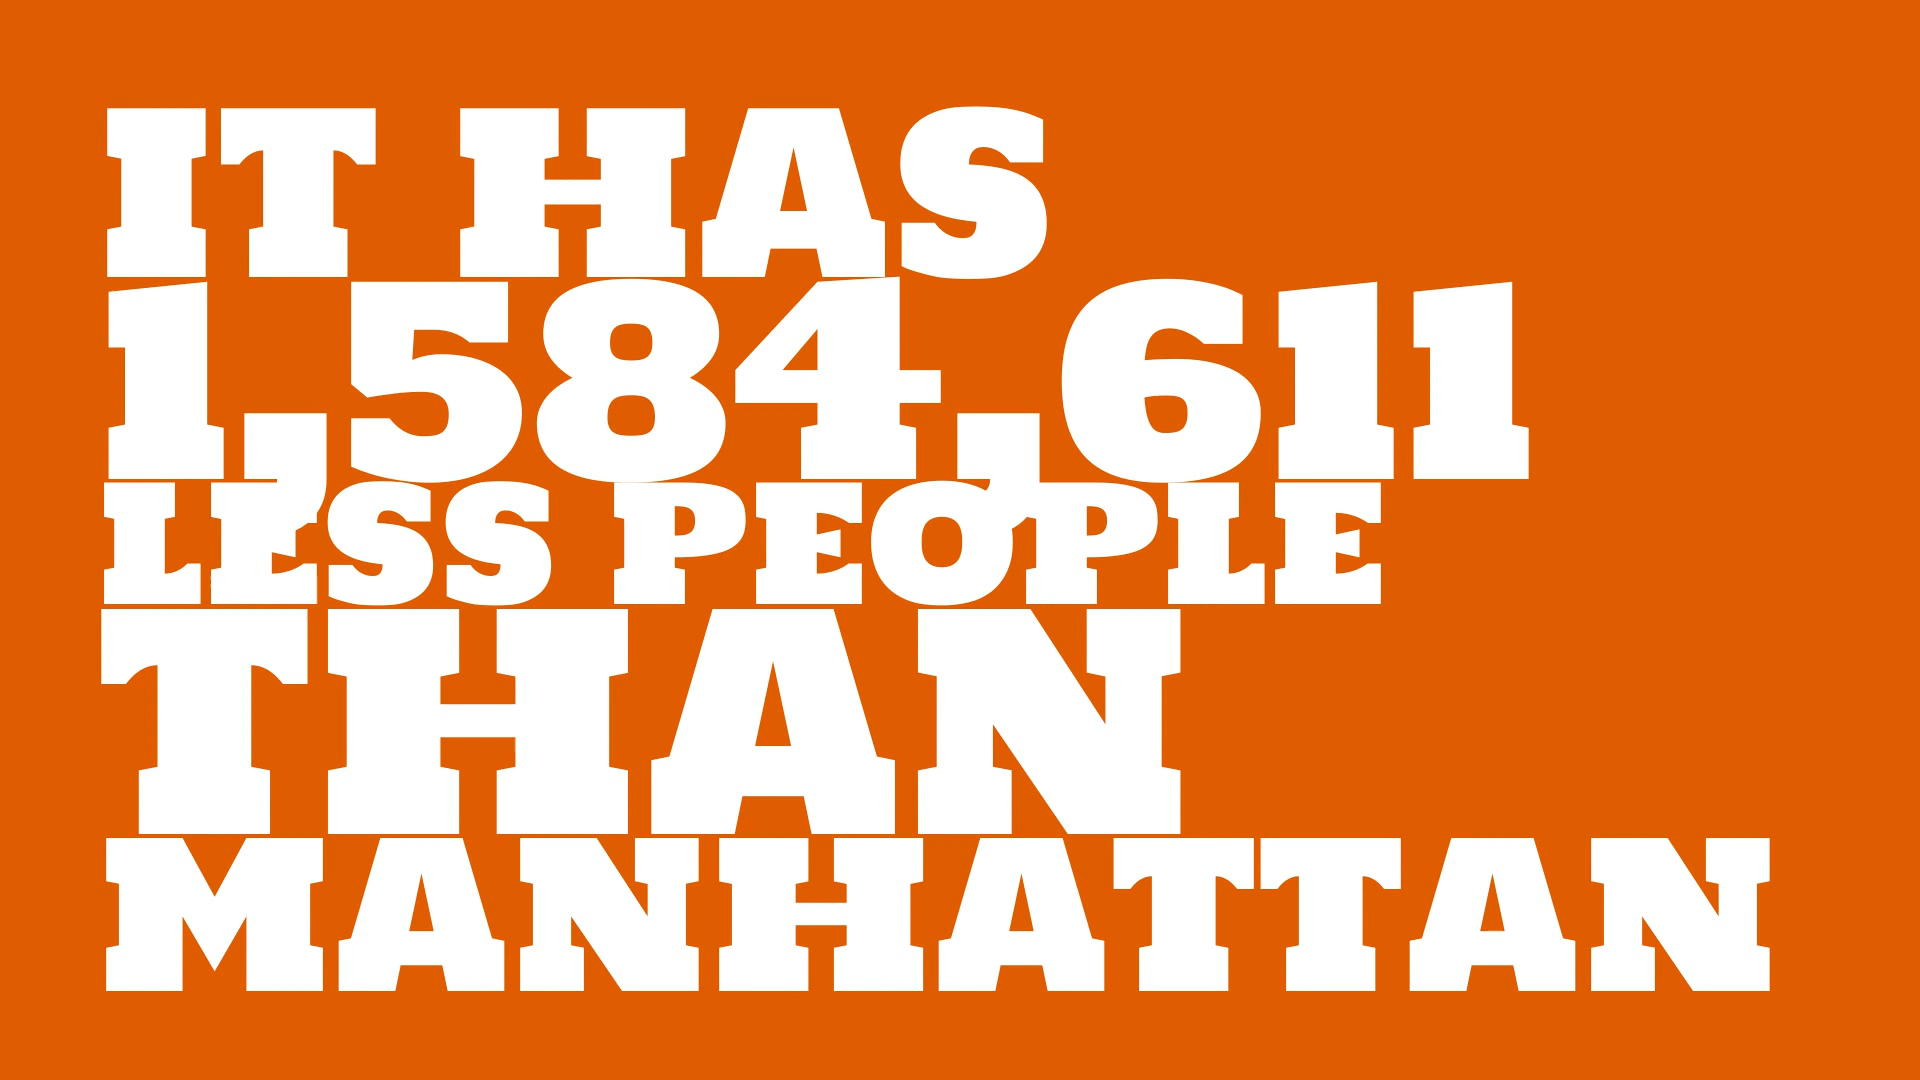 IT HAS
1,584,611
LESS PEOPLE
THAN
MANHATTAN